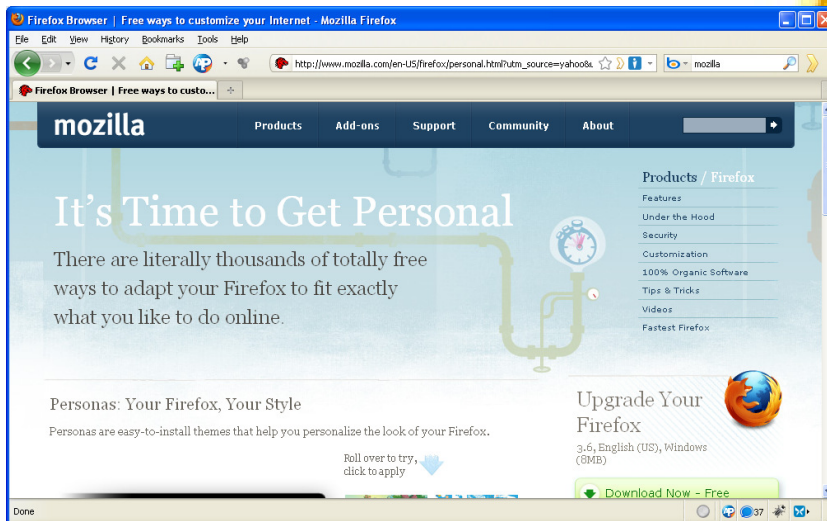 Firefox Browser | Free ways to customize your Internet - Mozilla Firefox
File Edit View History Bookmarks Tools Help
http://www.mozilla.com/en-US/firefox/personal.html?utm_source=yahoo&
mozilla
Firefox Browser | Free ways to custo...
mozilla Products Add-ons Support Community About
It's Time to Get Personal
There are literally thousands of totally free
ways to adapt your Firefox to fit exactly
what you like to do online.
Products / Firefox
Features
Under the Hood
Security
Customization
100% Organic Software
Tips & Tricks
Videos
Fastest Firefox
Personas: Your Firefox, Your Style
Personas are easy-to-install themes that help you personalize the look of your Firefox.
Roll over to try,
click to apply
Upgrade Your
Firefox
3.6, English (US), Windows
(8MB)
Download Now - Free
Done
37